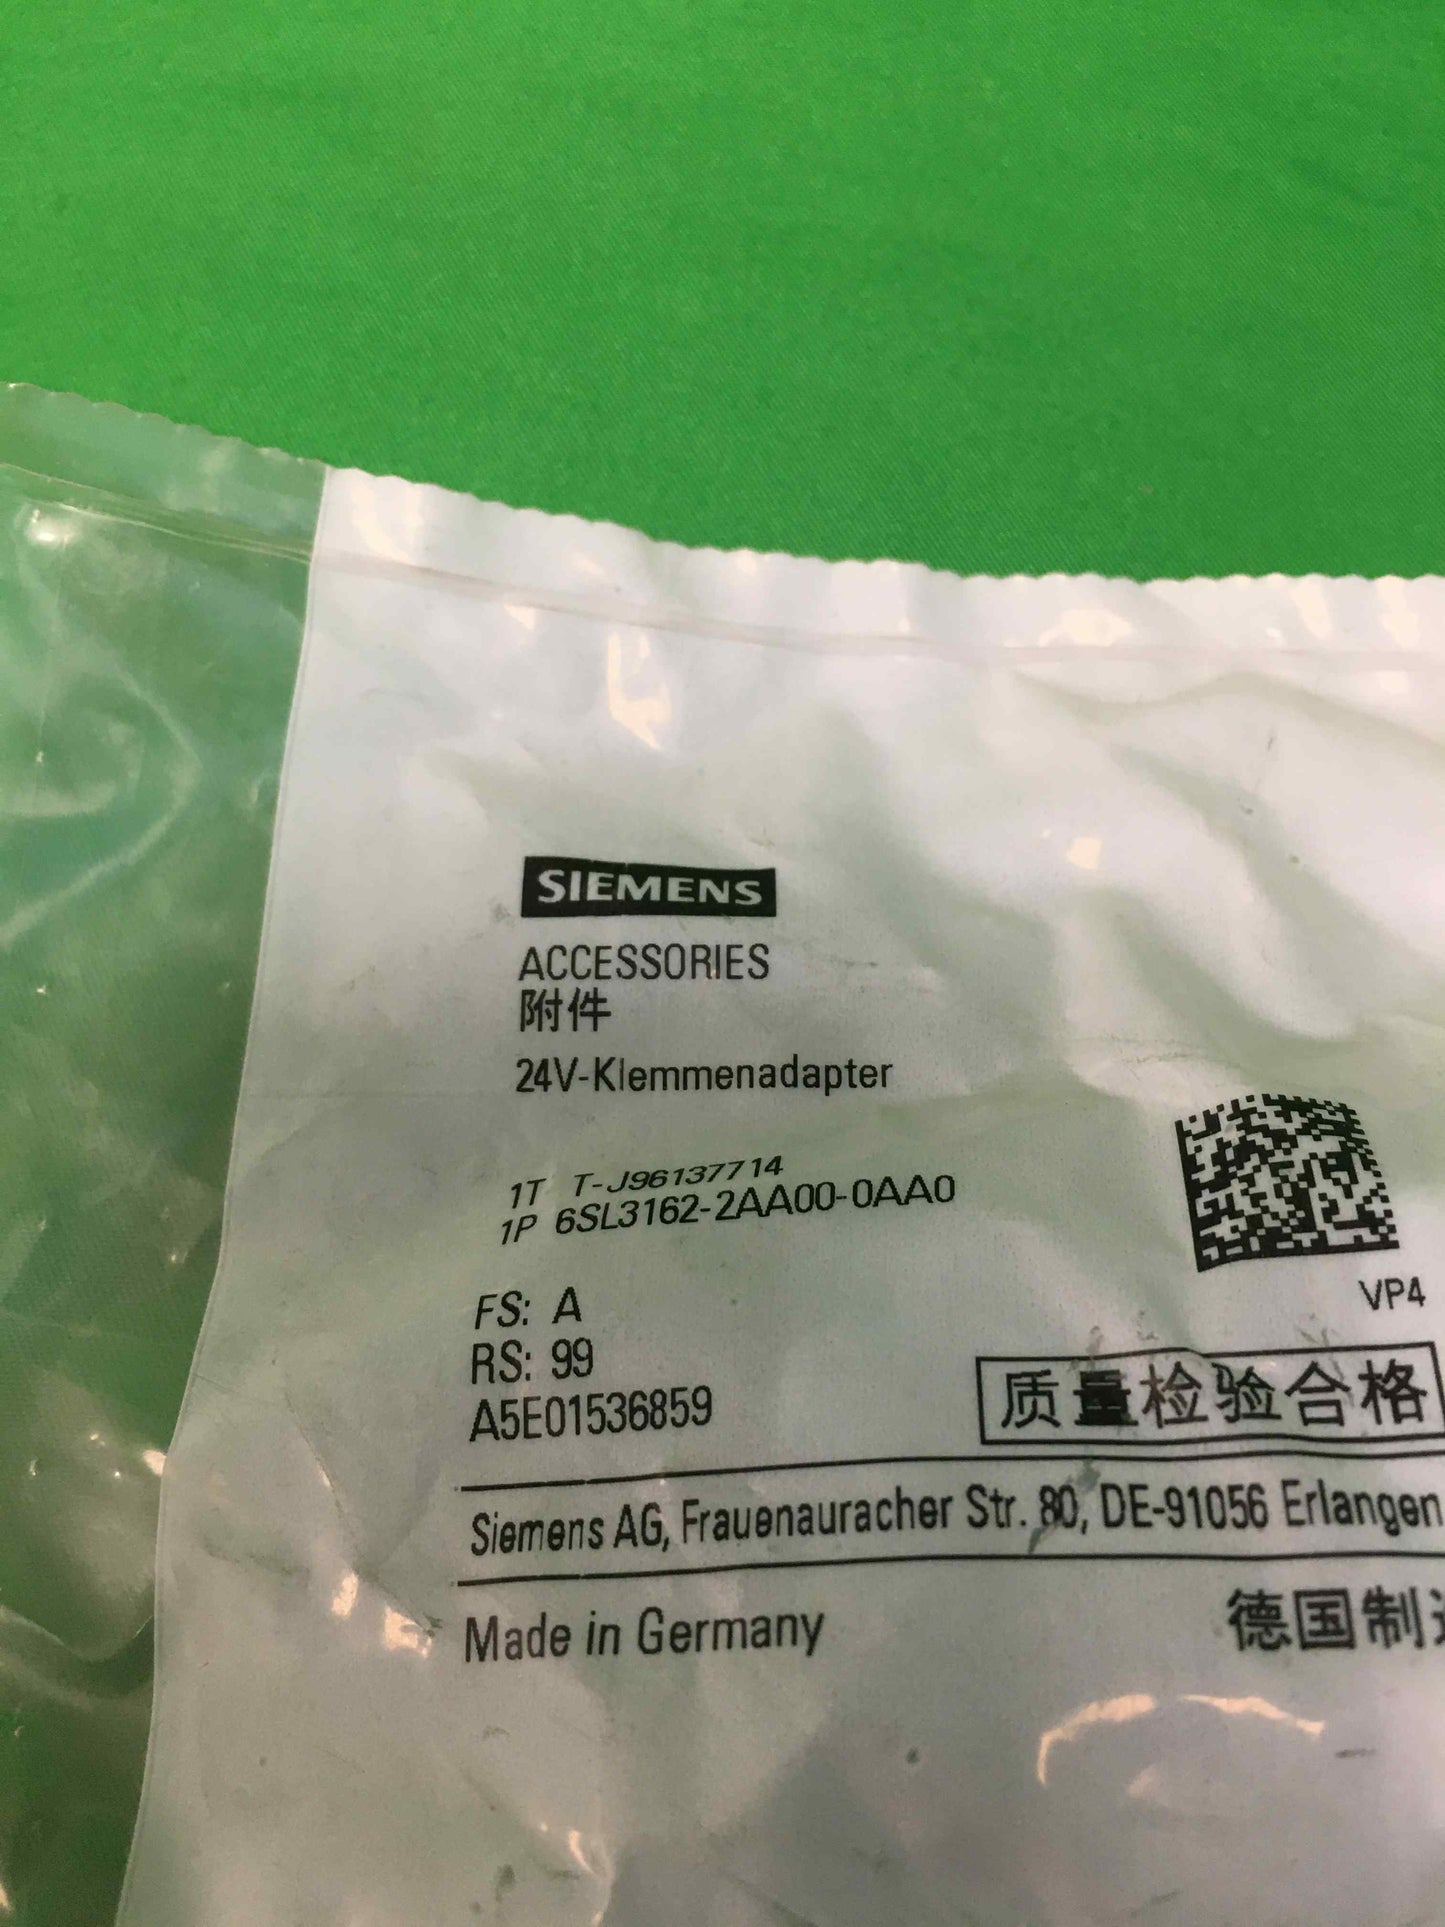 SIEMENS
ACCESSORIES
附件
24V-Klemmenadapter
1T T-J96137714
1P 6SL3162-2AA00-0AA0
VP4
FS: A
RS: 99
A5E01536859
质量检验合格
Siemens AG, Frauenauracher Str. 80, DE-91056 Erlangen
Made in Germany 德国制